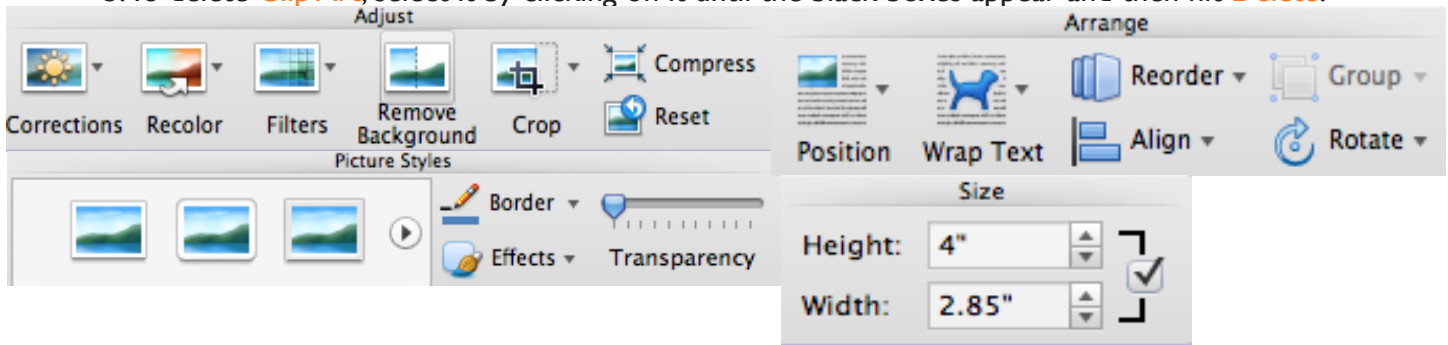 Adjust
Corrections Recolor Filters Remove Background Crop Compress Reset
Picture Styles
Border
Effects Transparency
Arrange
Position Wrap Text Reorder Align Group Rotate
Size
Height: 4"
Width: 2.85"